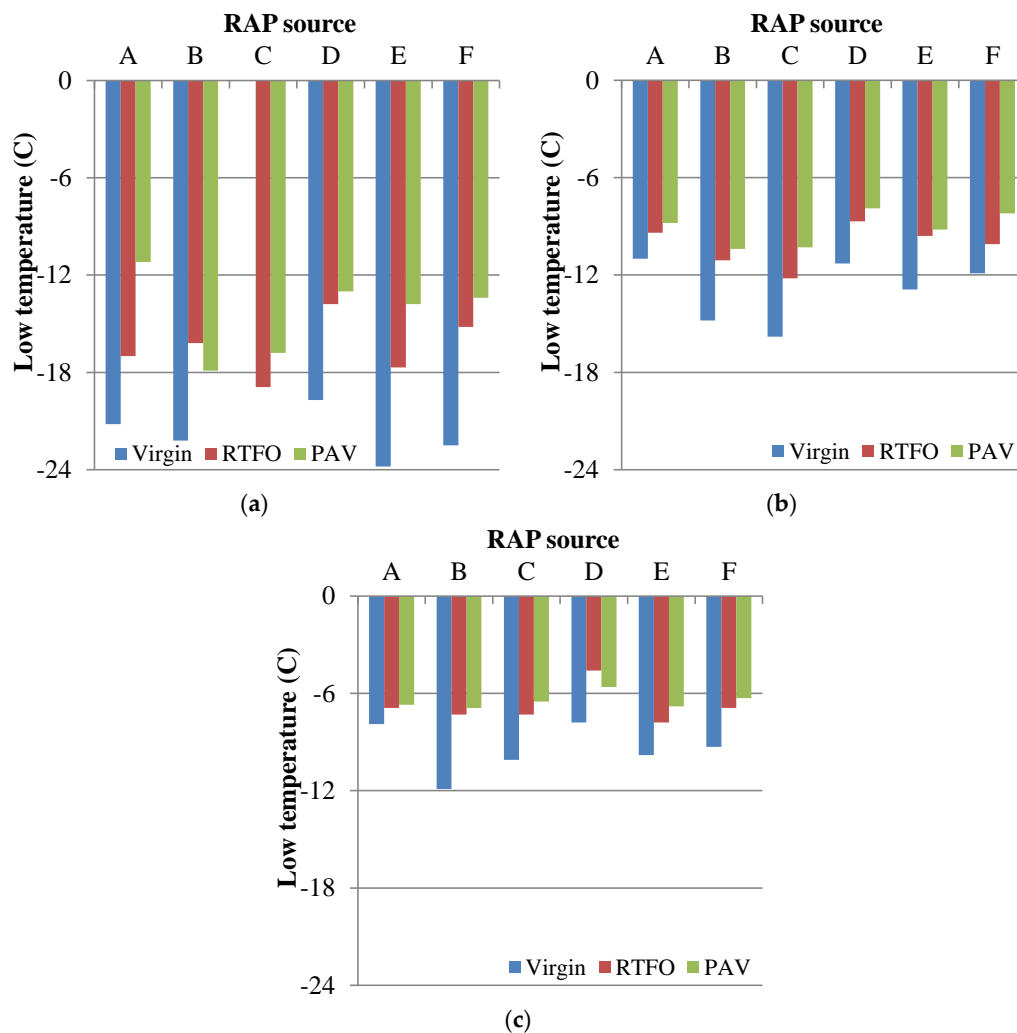 RAP source
A B C D E F
0
-6
-12
-18
-24
Low temperature (C)
Virgin RTFO PAV
(a)
RAP source
A B C D E F
0
-6
-12
-18
-24
Low temperature (C)
Virgin RTFO PAV
(b)
RAP source
A B C D E F
0
-6
-12
-18
-24
Low temperature (C)
Virgin RTFO PAV
(c)